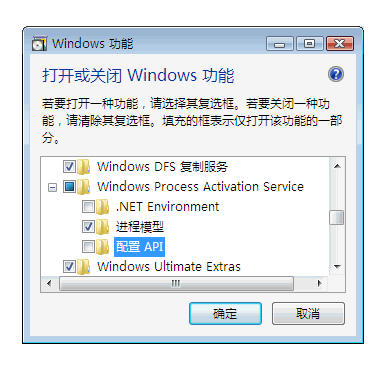 Windows 功能
打开或关闭 Windows 功能
若要打开一种功能，请选择其复选框。若要关闭一种功
能，请清除其复选框。填充的框表示仅打开该功能的一部
分。
Windows DFS 复制服务
Windows Process Activation Service
.NET Environment
进程模型
配置 API
Windows Ultimate Extras
确定
取消